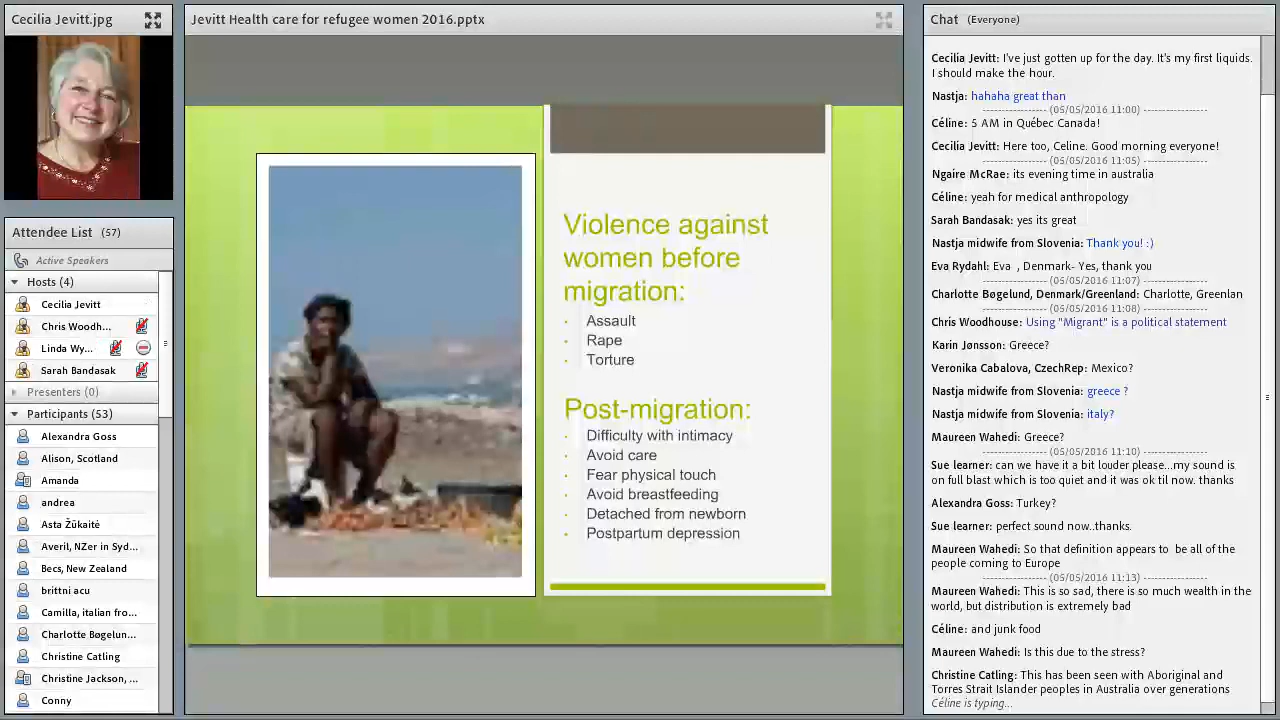 Cecilia Jevitt.jpg
Jevitt Health care for refugee women 2016.pptx
Chat (Everyone)
Attendee List (57)
Active Speakers
Hosts (4)
Cecilia Jevitt
Chris Woodh...
Linda Wy...
Sarah Bandasak
Presenters (0)
Participants (53)
Alexandra Goss
Alison, Scotland
Amanda
andrea
Asta Žūkaitė
Averil, NZer in Syd...
Becs, New Zealand
brittni acu
Camilla, italian fro...
Charlotte Bøgelun...
Christine Catling
Christine Jackson, ...
Conny
Violence against
women before
migration:
Assault
Rape
Torture
Post-migration:
Difficulty with intimacy
Avoid care
Fear physical touch
Avoid breastfeeding
Detached from newborn
Postpartum depression
Cecilia Jevitt: I've just gotten up for the day. It's my first liquids.
I should make the hour.
Nastja: hahaha great than
------------------ (05/05/2016 11:00) ------------------
Céline: 5 AM in Québec Canada!
Cecilia Jevitt: Here too, Celine. Good morning everyone!
------------------ (05/05/2016 11:05) ------------------
Ngaire McRae: its evening time in australia
Céline: yeah for medical anthropology
Sarah Bandasak: yes its great
Nastja midwife from Slovenia: Thank you! :)
Eva Rydahl: Eva , Denmark- Yes, thank you
------------------ (05/05/2016 11:07) ------------------
Charlotte Bøgelund, Denmark/Greenland: Charlotte, Greenlan
------------------ (05/05/2016 11:08) ------------------
Chris Woodhouse: Using "Migrant" is a political statement
Karin Jønsson: Greece?
Veronika Cabalova, CzechRep: Mexico?
Nastja midwife from Slovenia: greece ?
Nastja midwife from Slovenia: italy?
Maureen Wahedi: Greece?
------------------ (05/05/2016 11:10) ------------------
Sue learner: can we have it a bit louder please...my sound is
on full blast which is too quiet and it was ok til now. thanks
Alexandra Goss: Turkey?
Sue learner: perfect sound now..thanks.
Maureen Wahedi: So that definition appears to be all of the
people coming to Europe
------------------ (05/05/2016 11:13) ------------------
Maureen Wahedi: This is so sad, there is so much wealth in the
world, but distribution is extremely bad
Céline: and junk food
Maureen Wahedi: Is this due to the stress?
Christine Catling: This has been seen with Aboriginal and
Torres Strait Islander peoples in Australia over generations
Céline is typing...